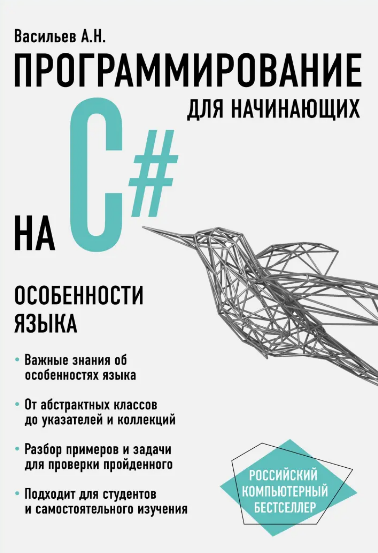 Васильев А.Н.
ПРОГРАММИРОВАНИЕ
ДЛЯ НАЧИНАЮЩИХ
НА C#
ОСОБЕННОСТИ
ЯЗЫКА
• Важные знания об
особенностях языка
• От абстрактных классов
до указателей и коллекций
• Разбор примеров и задачи
для проверки пройденного
• Подходит для студентов
и самостоятельного изучения
РОССИЙСКИЙ
КОМПЬЮТЕРНЫЙ
БЕСТСЕЛЛЕР